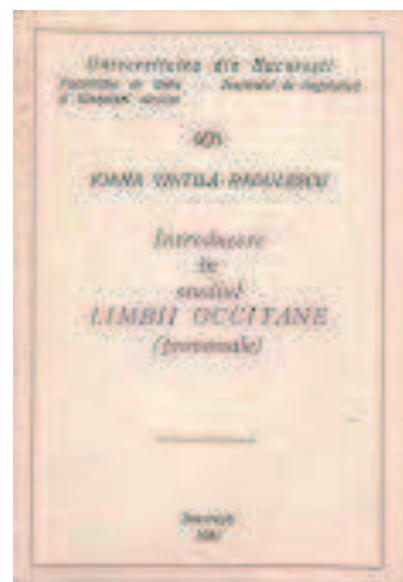 Universitatea din București
Facultatea de limbi
și literaturi străine
IOANA VINTILĂ-RĂDULESCU
Introducere
în
studiul
LIMBII OCCITANE
(provensale)
București